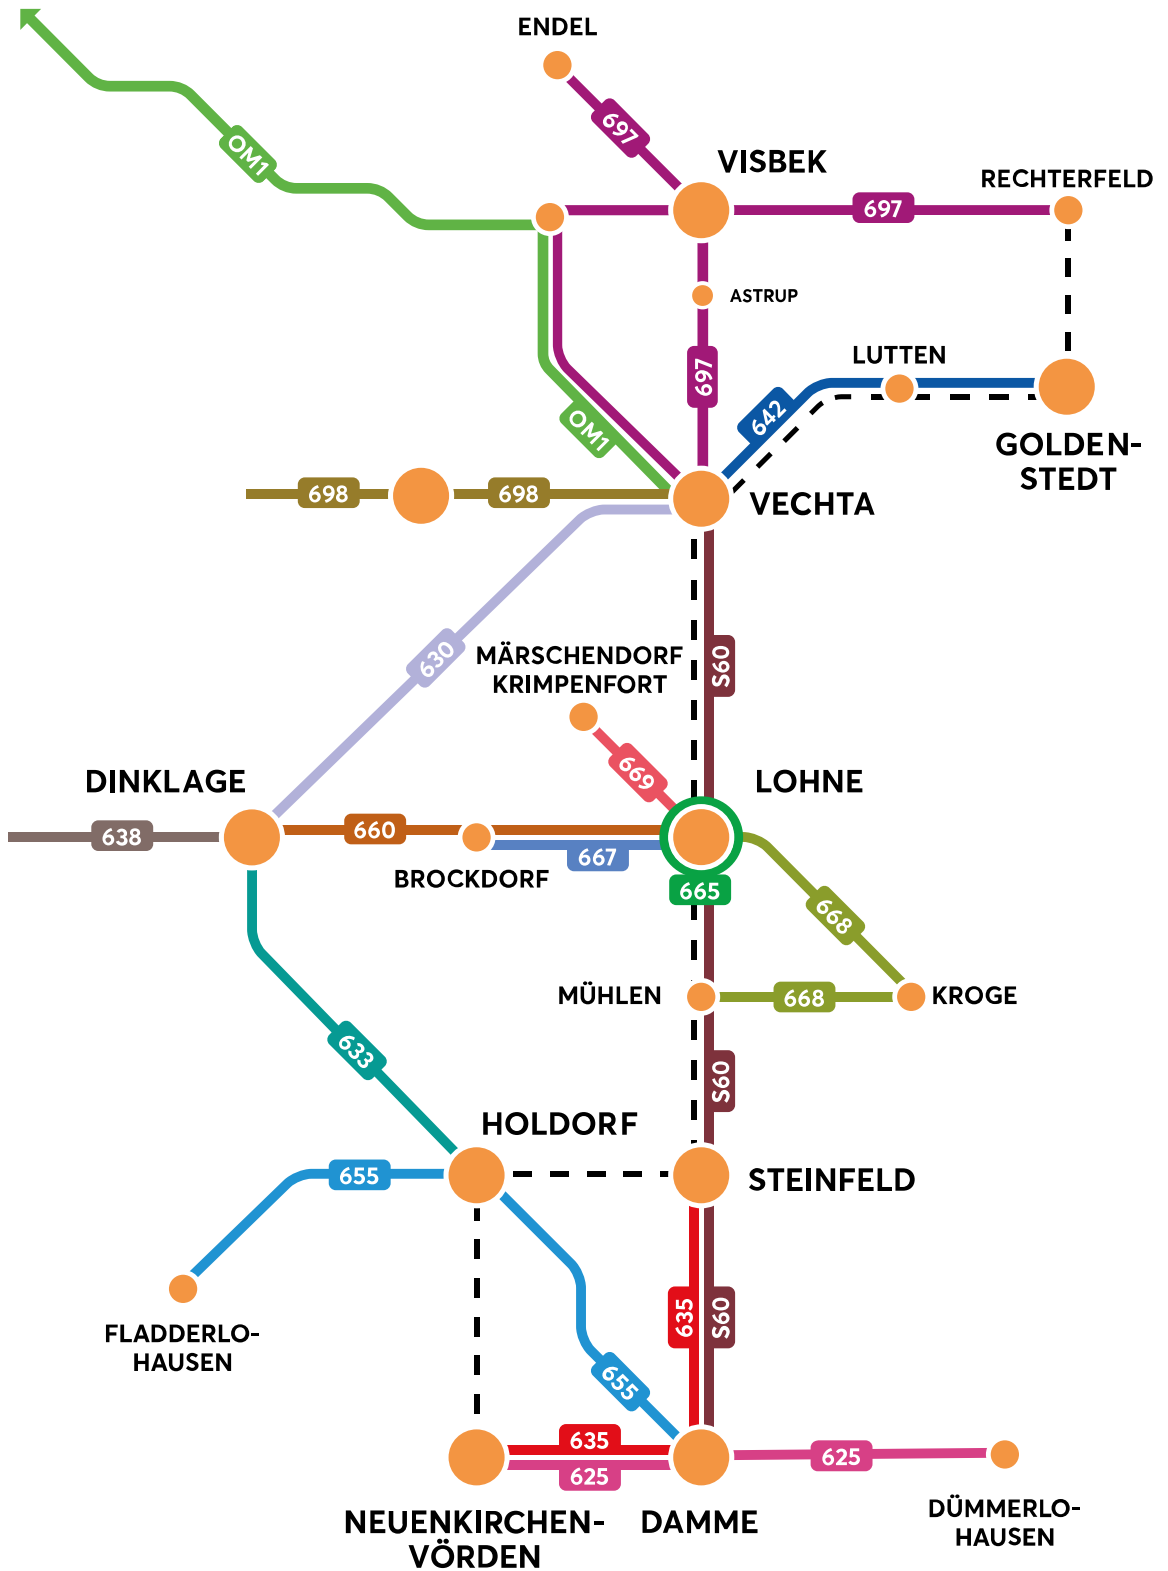 ENDEL
697
OM1
VISBEK
RECHTERFELD
697
ASTRUP
LUTTEN
697
642
OM1
GOLDEN-
STEDT
698
698
VECHTA
630
MÄRSCHENDORF
KRIMPENFORT
S60
669
DINKLAGE
LOHNE
638
660
667
BROCKDORF
665
668
MÜHLEN
668
KROGE
633
S60
HOLDORF
655
STEINFELD
FLADDERLO-
HAUSEN
635
S60
655
635
625
625
NEUENKIRCHEN-
VÖRDEN
DAMME
DÜMMERLO-
HAUSEN